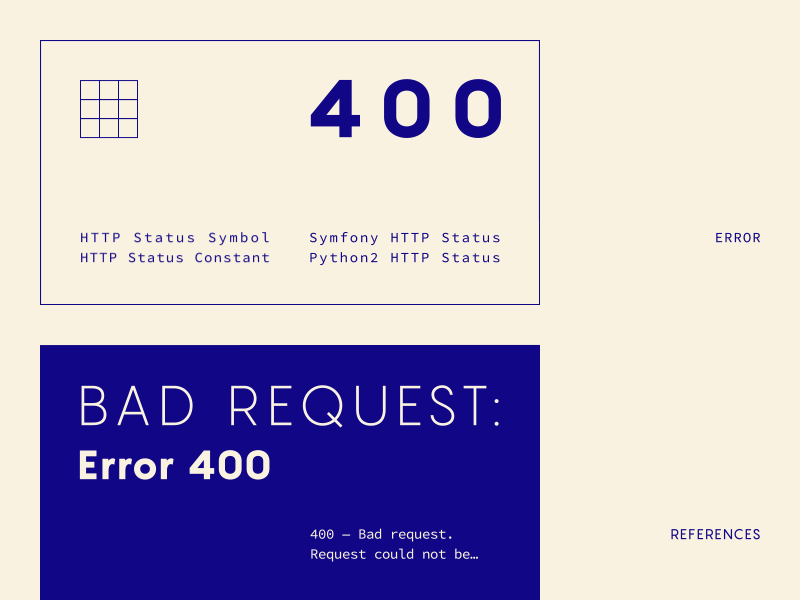 400
HTTP Status Symbol
HTTP Status Constant
Symfony HTTP Status
Python2 HTTP Status
ERROR
BAD REQUEST:
Error 400
400 — Bad request.
Request could not be…
REFERENCES